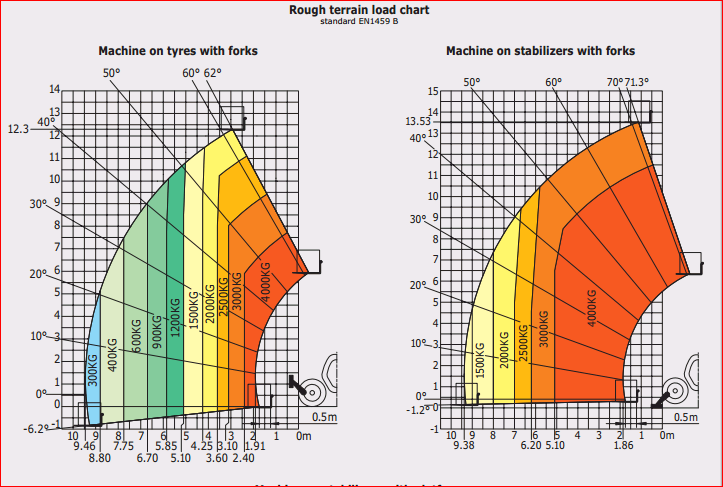 Rough terrain load chart
standard EN1459 B
Machine on tyres with forks
50° 60° 62°
14
13
12.3 40° 12
11
10
30° 9
8
7
20° 6
5
4
10° 3
2
1
0° 0
-6.2° -1
300KG 400KG 600KG 900KG 1200KG 1500KG 2000KG 2500KG 3000KG 4000KG
0.5m
10 9 8 7 6 5 4 3 2 1 0m
9.46 7.75 5.85 4.25 3.10 1.91
8.80 6.70 5.10 3.60 2.40
Machine on stabilizers with forks
50° 60° 70° 71.3°
15
14
13.53 13
40° 12
11
10
30° 9
8
7
20° 6
5
4
10° 3
2
1
0° 0
-1.2° -1
1500KG 2000KG 2500KG 3000KG 4000KG
0.5m
10 9 8 7 6 5 4 3 2 1 0m
9.38 6.20 5.10 1.86